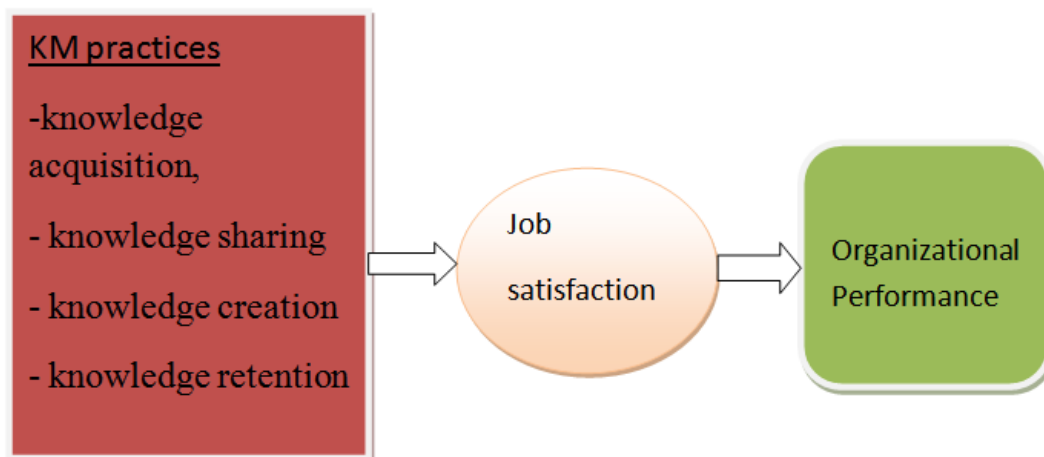 KM practices
-knowledge
acquisition,
- knowledge sharing
- knowledge creation
- knowledge retention
Job
satisfaction
Organizational
Performance